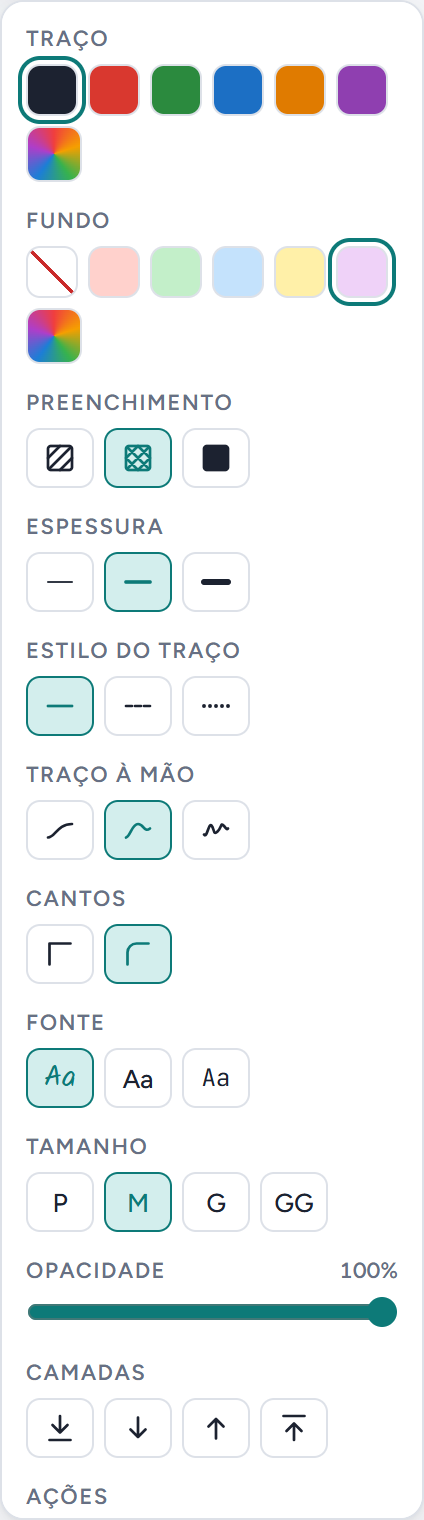 TRAÇO
FUNDO
PREENCHIMENTO
ESPESSURA
ESTILO DO TRAÇO
TRAÇO À MÃO
CANTOS
FONTE
Aa Aa Aa
TAMANHO
P M G GG
OPACIDADE 100%
CAMADAS
AÇÕES